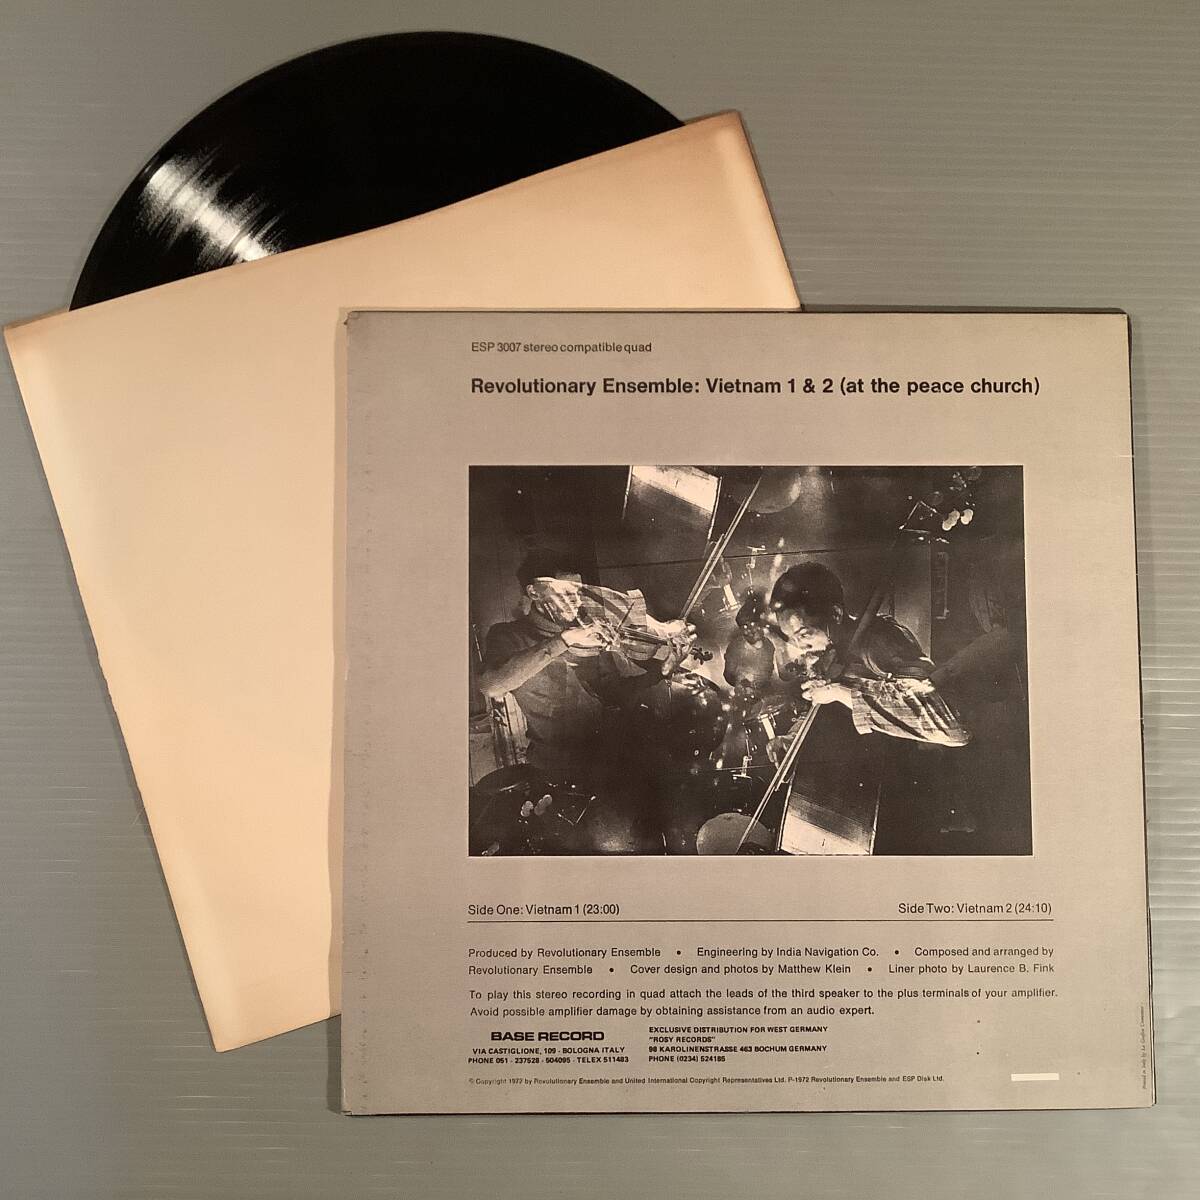 ESP 3007 stereo compatible quad
Revolutionary Ensemble: Vietnam 1 & 2 (at the peace church)
Side One: Vietnam 1 (23:00)
Side Two: Vietnam 2 (24:10)
Produced by Revolutionary Ensemble • Engineering by India Navigation Co. • Composed and arranged by
Revolutionary Ensemble • Cover design and photos by Matthew Klein • Liner photo by Laurence B. Fink
To play this stereo recording in quad attach the leads of the third speaker to the plus terminals of your amplifier.
Avoid possible amplifier damage by obtaining assistance from an audio expert.
BASE RECORD
VIA CASTIGLIONE, 109 - BOLOGNA ITALY
PHONE 051 - 237528 - 504095 - TELEX 511483
EXCLUSIVE DISTRIBUTION FOR WEST GERMANY
"ROSY RECORDS"
98 KAROLINENSTRASSE 463 BOCHUM GERMANY
PHONE (0234) 524185
© Copyright 1972 by Revolutionary Ensemble and United International Copyright Representatives Ltd. P-1972 Revolutionary Ensemble and ESP Disk Ltd.
Printed in Italy by